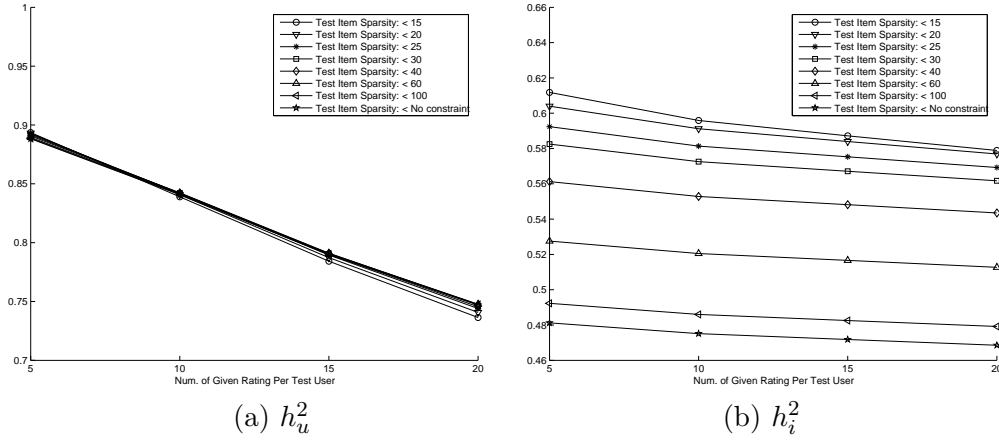 1
0.95
0.9
0.85
0.8
0.75
0.7
5
10
15
20
Num. of Given Rating Per Test User
Test Item Sparsity: < 15
Test Item Sparsity: < 20
Test Item Sparsity: < 25
Test Item Sparsity: < 30
Test Item Sparsity: < 40
Test Item Sparsity: < 60
Test Item Sparsity: < 100
Test Item Sparsity: < No constraint
(a) h_u^2
0.66
0.64
0.62
0.6
0.58
0.56
0.54
0.52
0.5
0.48
0.46
5
10
15
20
Num. of Given Rating Per Test User
Test Item Sparsity: < 15
Test Item Sparsity: < 20
Test Item Sparsity: < 25
Test Item Sparsity: < 30
Test Item Sparsity: < 40
Test Item Sparsity: < 60
Test Item Sparsity: < 100
Test Item Sparsity: < No constraint
(b) h_i^2